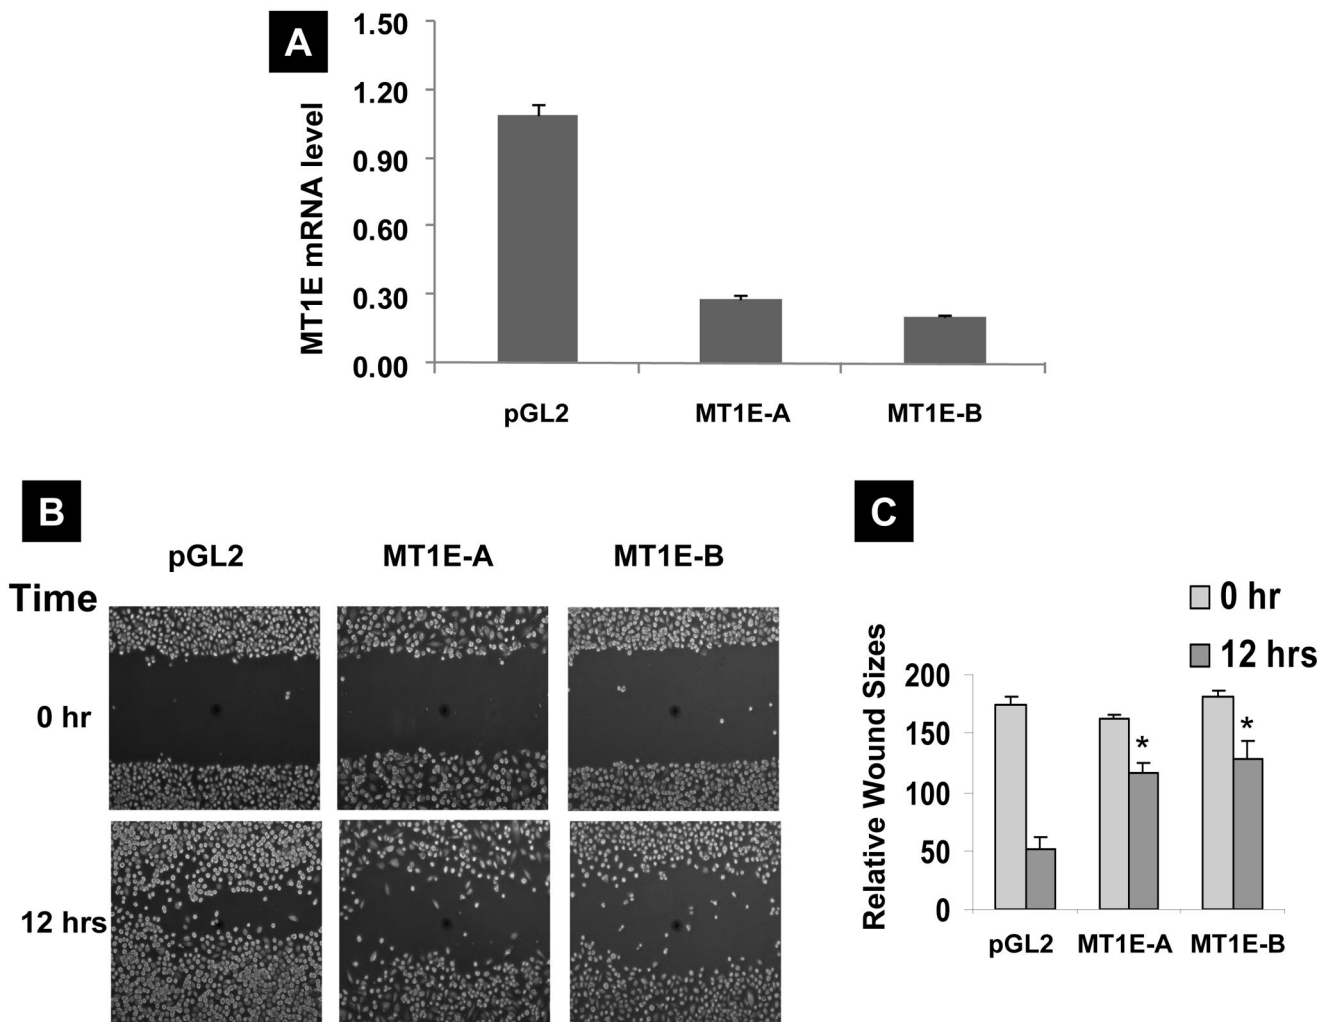 A
MT1E mRNA level
1.50
1.20
0.90
0.60
0.30
0.00
pGL2 MT1E-A MT1E-B
B
pGL2 MT1E-A MT1E-B
Time
0 hr
12 hrs
C
0 hr
12 hrs
Relative Wound Sizes
200
150
100
50
0
* *
pGL2 MT1E-A MT1E-B